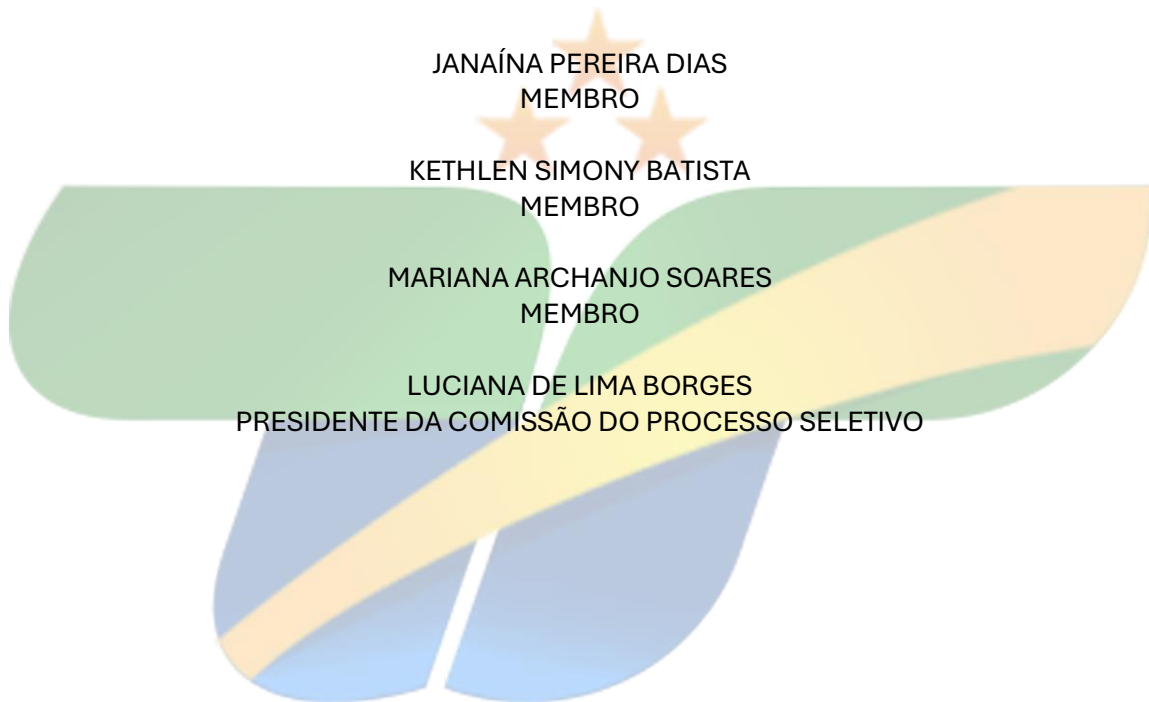 JANAÍNA PEREIRA DIAS
MEMBRO
KETHLEN SIMONY BATISTA
MEMBRO
MARIANA ARCHANJO SOARES
MEMBRO
LUCIANA DE LIMA BORGES
PRESIDENTE DA COMISSÃO DO PROCESSO SELETIVO